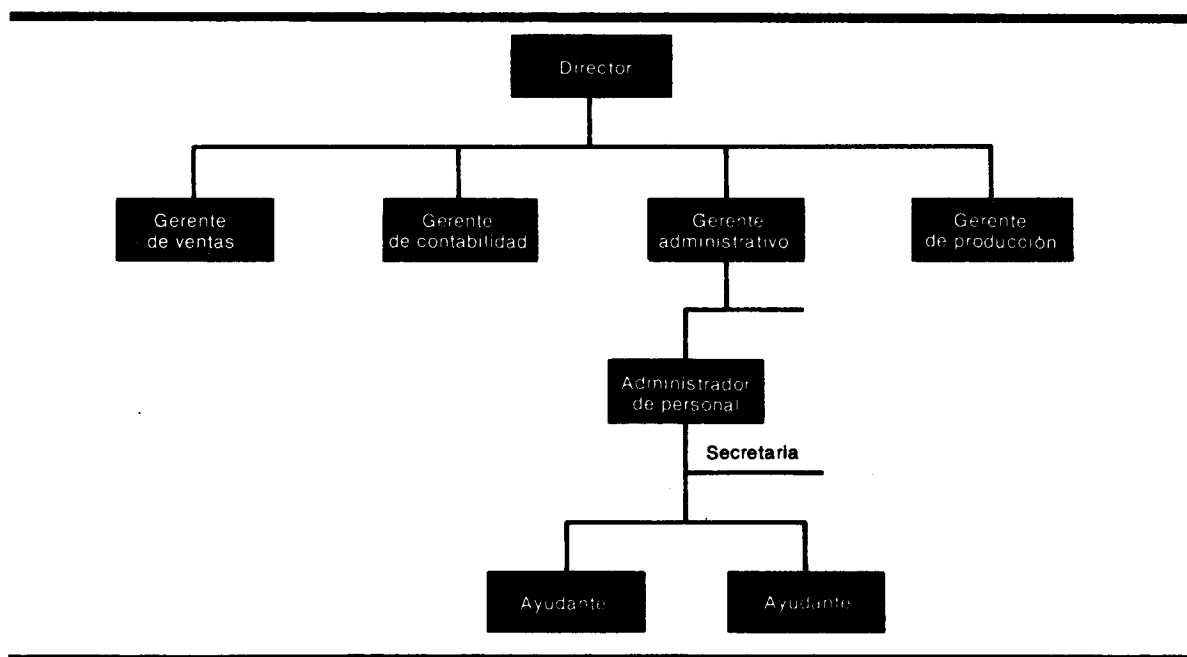 Director
Gerente
de ventas
Gerente
de contabilidad
Gerente
administrativo
Gerente
de producción
Administrador
de personal
Secretaria
Ayudante
Ayudante